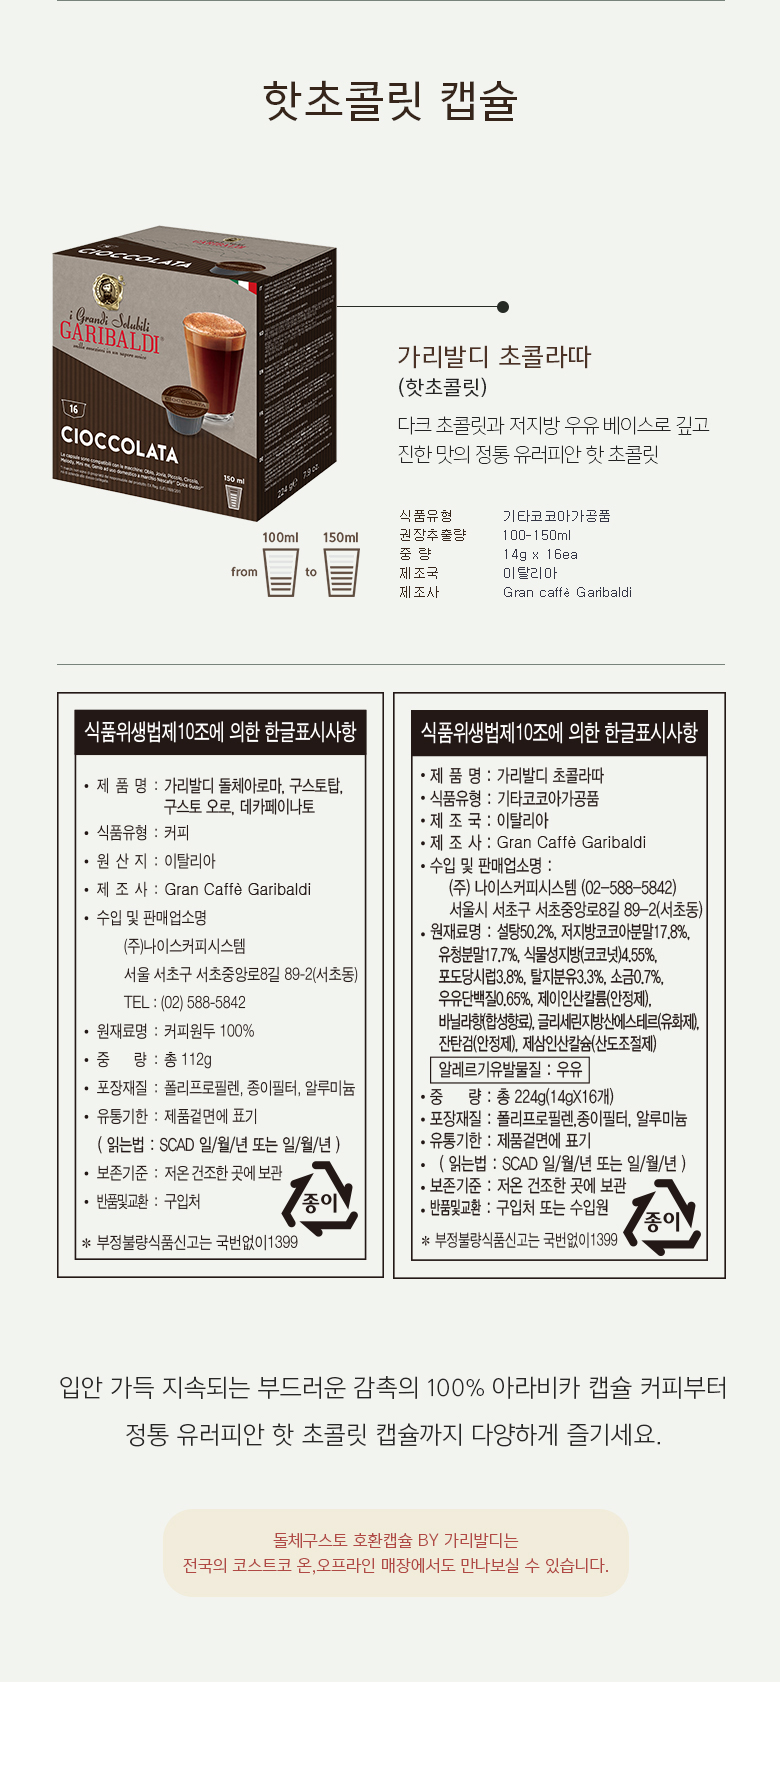 핫초콜릿 캡슐
CIOCCOLATA
i Grandi Solubili
GARIBALDI
16
CIOCCOLATA
150 ml
224 g℮ 7.9 oz.
100ml 150ml
from to
가리발디 초콜라따
(핫초콜릿)
다크 초콜릿과 저지방 우유 베이스로 깊고
진한 맛의 정통 유러피안 핫 초콜릿
식품유형 기타코코아가공품
권장추출량 100-150ml
중 량 14g x 16ea
제조국 이탈리아
제조사 Gran caffè Garibaldi
식품위생법제10조에 의한 한글표시사항
• 제 품 명 : 가리발디 돌체아로마, 구스토탑,
구스토 오로, 데카페이나토
• 식품유형 : 커피
• 원 산 지 : 이탈리아
• 제 조 사 : Gran Caffè Garibaldi
• 수입 및 판매업소명
(주)나이스커피시스템
서울 서초구 서초중앙로8길 89-2(서초동)
TEL : (02) 588-5842
• 원재료명 : 커피원두 100%
• 중 량 : 총 112g
• 포장재질 : 폴리프로필렌, 종이필터, 알루미늄
• 유통기한 : 제품겉면에 표기
( 읽는법 : SCAD 일/월/년 또는 일/월/년 )
• 보존기준 : 저온 건조한 곳에 보관
• 반품및교환 : 구입처
종이
* 부정불량식품신고는 국번없이1399
식품위생법제10조에 의한 한글표시사항
• 제 품 명 : 가리발디 초콜라따
• 식품유형 : 기타코코아가공품
• 제 조 국 : 이탈리아
• 제 조 사 : Gran Caffè Garibaldi
• 수입 및 판매업소명 :
(주) 나이스커피시스템 (02-588-5842)
서울시 서초구 서초중앙로8길 89-2(서초동)
• 원재료명 : 설탕50.2%, 저지방코코아분말17.8%,
유청분말17.7%, 식물성지방(코코넛)4.55%,
포도당시럽3.8%, 탈지분유3.3%, 소금0.7%,
우유단백질0.65%, 제이인산칼륨(안정제),
바닐라향(합성향료), 글리세린지방산에스테르(유화제),
잔탄검(안정제), 제삼인산칼슘(산도조절제)
알레르기유발물질 : 우유
• 중 량 : 총 224g(14gX16개)
• 포장재질 : 폴리프로필렌,종이필터, 알루미늄
• 유통기한 : 제품겉면에 표기
• ( 읽는법 : SCAD 일/월/년 또는 일/월/년 )
• 보존기준 : 저온 건조한 곳에 보관
• 반품및교환 : 구입처 또는 수입원
종이
* 부정불량식품신고는 국번없이1399
입안 가득 지속되는 부드러운 감촉의 100% 아라비카 캡슐 커피부터
정통 유러피안 핫 초콜릿 캡슐까지 다양하게 즐기세요.
돌체구스토 호환캡슐 BY 가리발디는
전국의 코스트코 온,오프라인 매장에서도 만나보실 수 있습니다.